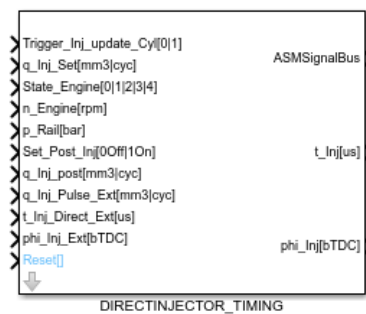 Trigger_Inj_update_Cyl[0|1]
q_Inj_Set[mm3|cyc]
State_Engine[0|1|2|3|4]
n_Engine[rpm]
p_Rail[bar]
Set_Post_Inj[0Off|1On]
q_Inj_post[mm3|cyc]
q_Inj_Pulse_Ext[mm3|cyc]
t_Inj_Direct_Ext[us]
phi_Inj_Ext[bTDC]
Reset[]
ASMSignalBus
t_Inj[us]
phi_Inj[bTDC]
DIRECTINJECTOR_TIMING